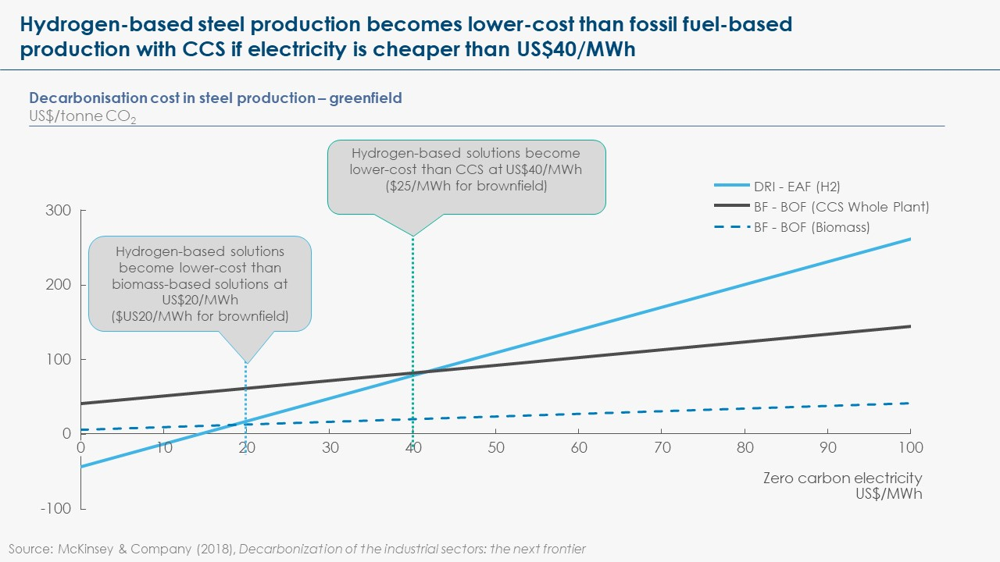 Hydrogen-based steel production becomes lower-cost than fossil fuel-based
production with CCS if electricity is cheaper than US$40/MWh
Decarbonisation cost in steel production – greenfield
US$/tonne CO₂
Hydrogen-based solutions become
lower-cost than CCS at US$40/MWh
($25/MWh for brownfield)
DRI - EAF (H2)
BF - BOF (CCS Whole Plant)
BF - BOF (Biomass)
Hydrogen-based solutions
become lower-cost than
biomass-based solutions at
US$20/MWh
($US20/MWh for brownfield)
300
200
100
0
-100
0 10 20 30 40 50 60 70 80 90 100
Zero carbon electricity
US$/MWh
Source: McKinsey & Company (2018), Decarbonization of the industrial sectors: the next frontier